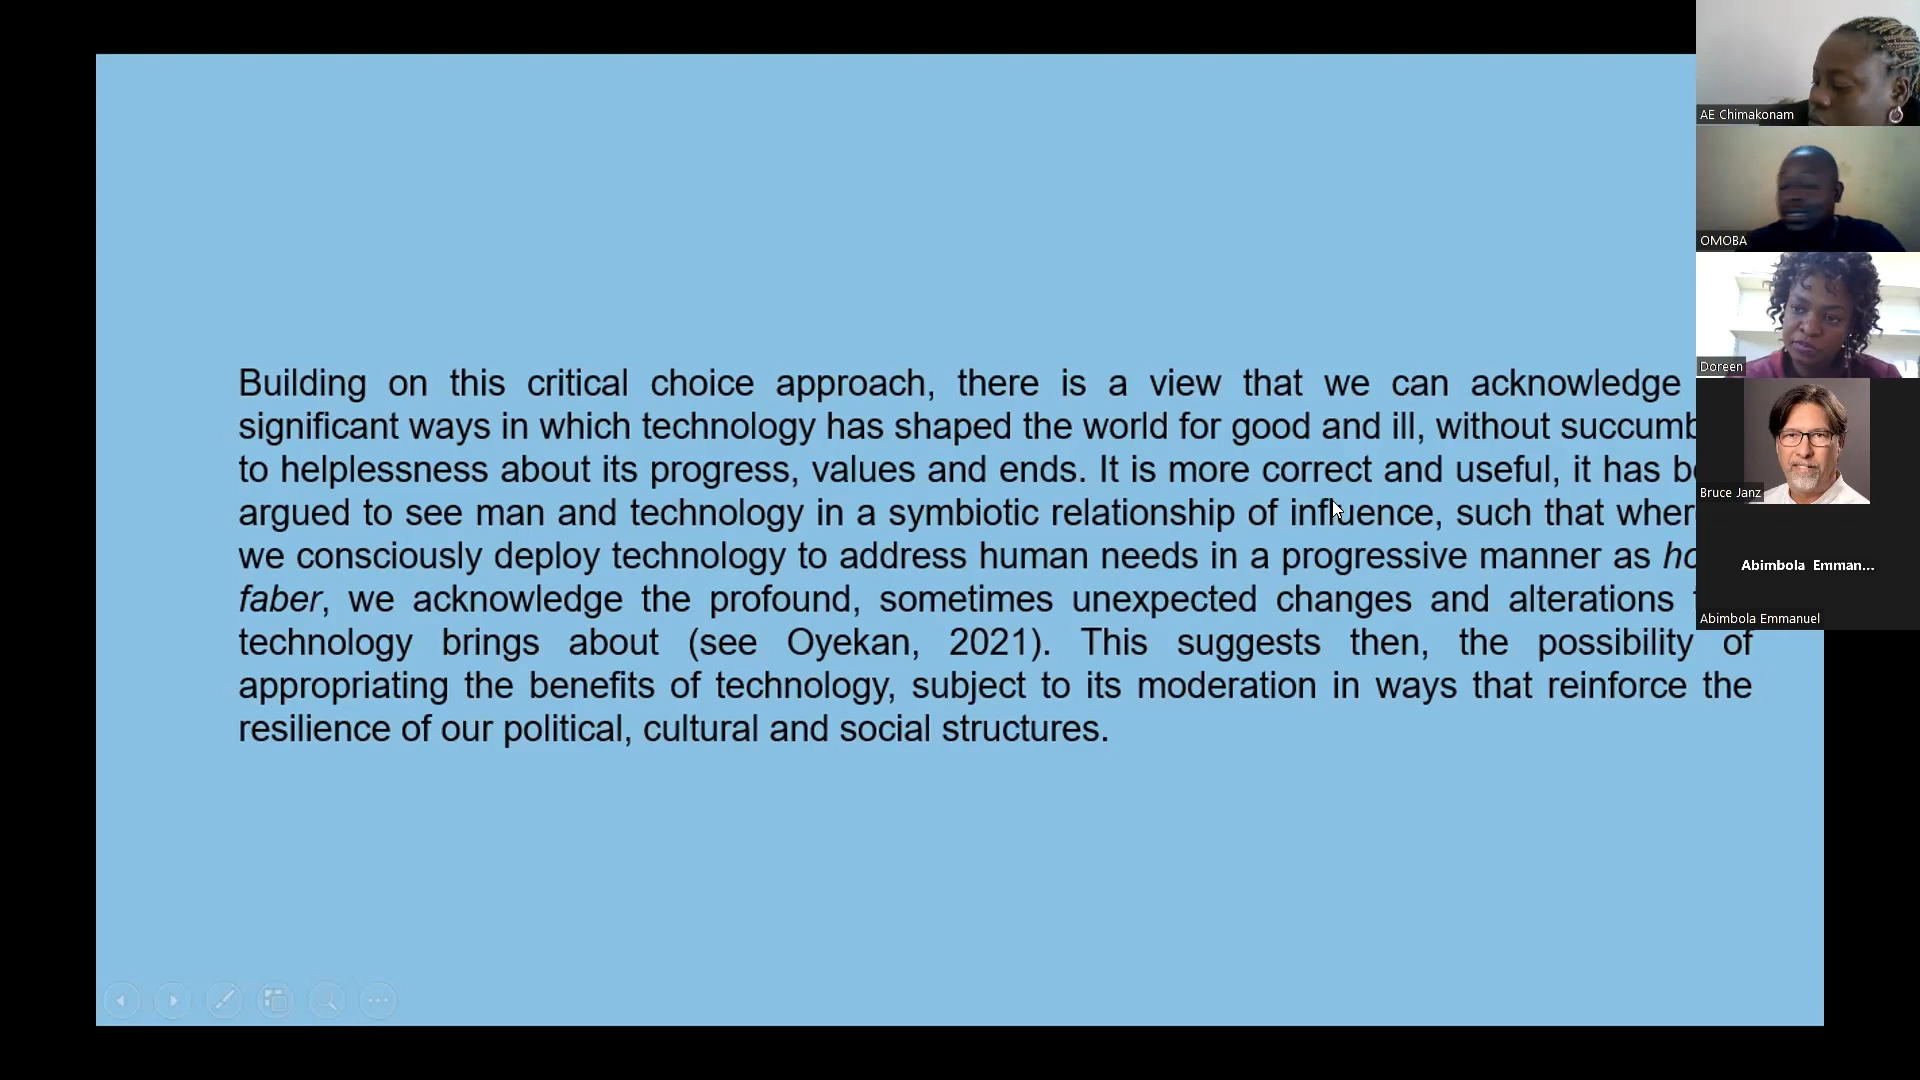 Building on this critical choice approach, there is a view that we can acknowledge
significant ways in which technology has shaped the world for good and ill, without succumb
to helplessness about its progress, values and ends. It is more correct and useful, it has
argued to see man and technology in a symbiotic relationship of influence, such that
we consciously deploy technology to address human needs in a progressive manner as
faber, we acknowledge the profound, sometimes unexpected changes and alterations
technology brings about (see Oyekan, 2021). This suggests then, the possibility of
appropriating the benefits of technology, subject to its moderation in ways that reinforce the
resilience of our political, cultural and social structures.
AE Chimakonam
OMOBA
Doreen
Bruce Janz
Abimbola Emman...
Abimbola Emmanuel